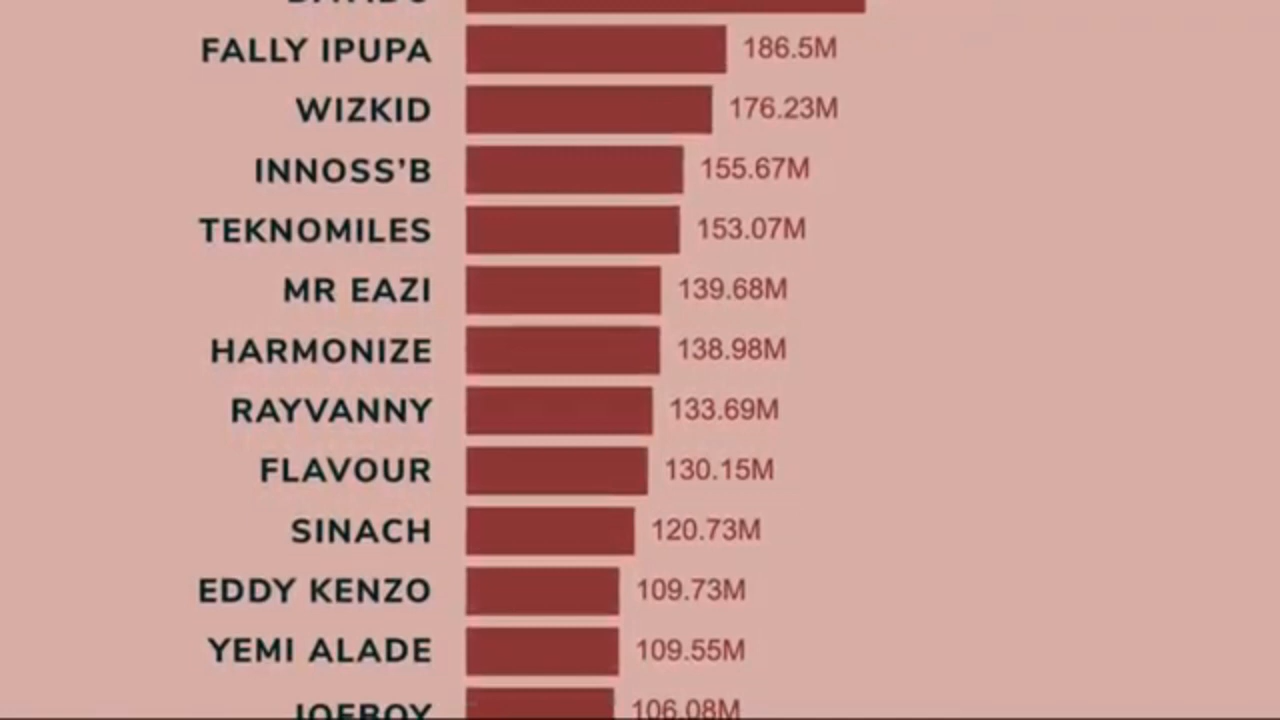 FALLY IPUPA 186.5M
WIZKID 176.23M
INNOSS'B 155.67M
TEKNOMILES 153.07M
MR EAZI 139.68M
HARMONIZE 138.98M
RAYVANNY 133.69M
FLAVOUR 130.15M
SINACH 120.73M
EDDY KENZO 109.73M
YEMI ALADE 109.55M
JOEBOY 106.08M